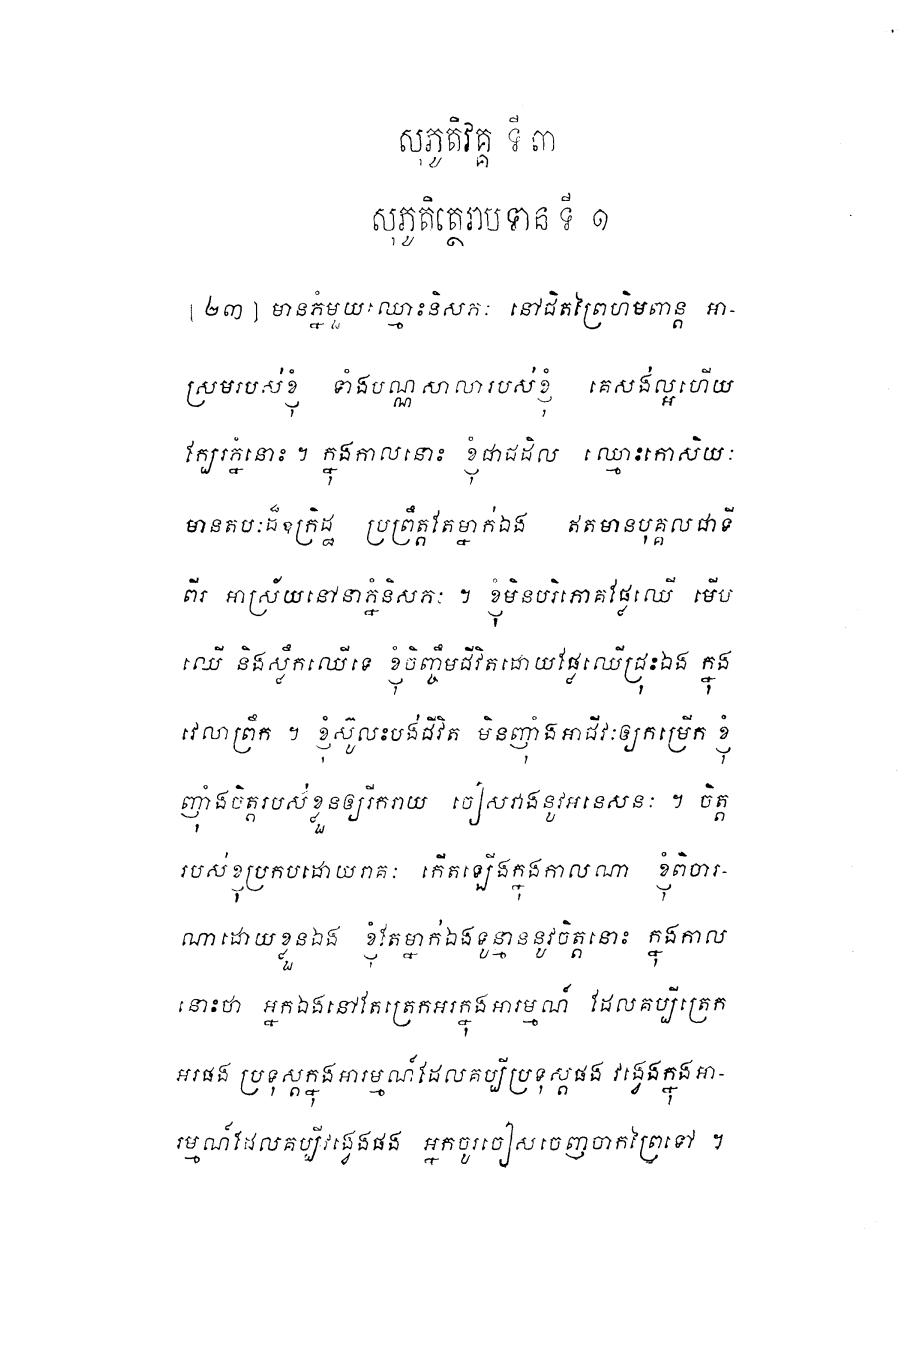 សុភូតិវគ្គ ទី ៣
សុភូតិត្ថេរាបទាន ទី ១
[ ២៣ ] មានភ្នំមួយ ឈ្មោះនិសភៈ នៅជិតព្រៃហិមពាន្ត អា-
ស្រមរបស់ខ្ញុំ ទាំងបណ្ណសាលារបស់ខ្ញុំ គេសង់ល្អហើយ
ក្បែរភ្នំនោះ ។ ក្នុងកាលនោះ ខ្ញុំជាជដិល ឈ្មោះកោសិយៈ
មានតបៈដ៏ឧក្រិដ្ឋ ប្រព្រឹត្តតែម្នាក់ឯង ឥតមានបុគ្គលជាទី
ពីរ អាស្រ័យនៅនាភ្នំនិសភៈ ។ ខ្ញុំមិនបរិភោគផ្លែឈើ មើប
ឈើ និងស្លឹកឈើទេ ខ្ញុំចិញ្ចឹមជីវិតដោយផ្លែឈើជ្រុះឯង ក្នុង
វេលាព្រឹក ។ ខ្ញុំស៊ូលះបង់ជីវិត មិនញ៉ាំងអាជីវៈឲ្យកម្រើក ខ្ញុំ
ញ៉ាំងចិត្តរបស់ខ្លួនឲ្យរីករាយ ចៀសវាងនូវអនេសនៈ ។ ចិត្ត
របស់ខ្ញុប្រកបដោយរាគៈ កើតឡើងក្នុងកាលណា ខ្ញុំពិចារ-
ណាដោយខ្លួនឯង ខ្ញុំតែម្នាក់ឯងទូន្មាននូវចិត្តនោះ ក្នុងកាល
នោះថា អ្នកឯងនៅតែត្រេកអរក្នុងអារម្មណ៍ ដែលគប្បីត្រេក
អរផង ប្រទុស្តក្នុងអារម្មណ៍ដែលគប្បីប្រទុស្តផង វង្វេងក្នុងអា-
រម្មណ៍ដែលគប្បីវង្វេងផង អ្នកចូរចៀសចេញចាកព្រៃទៅ ។